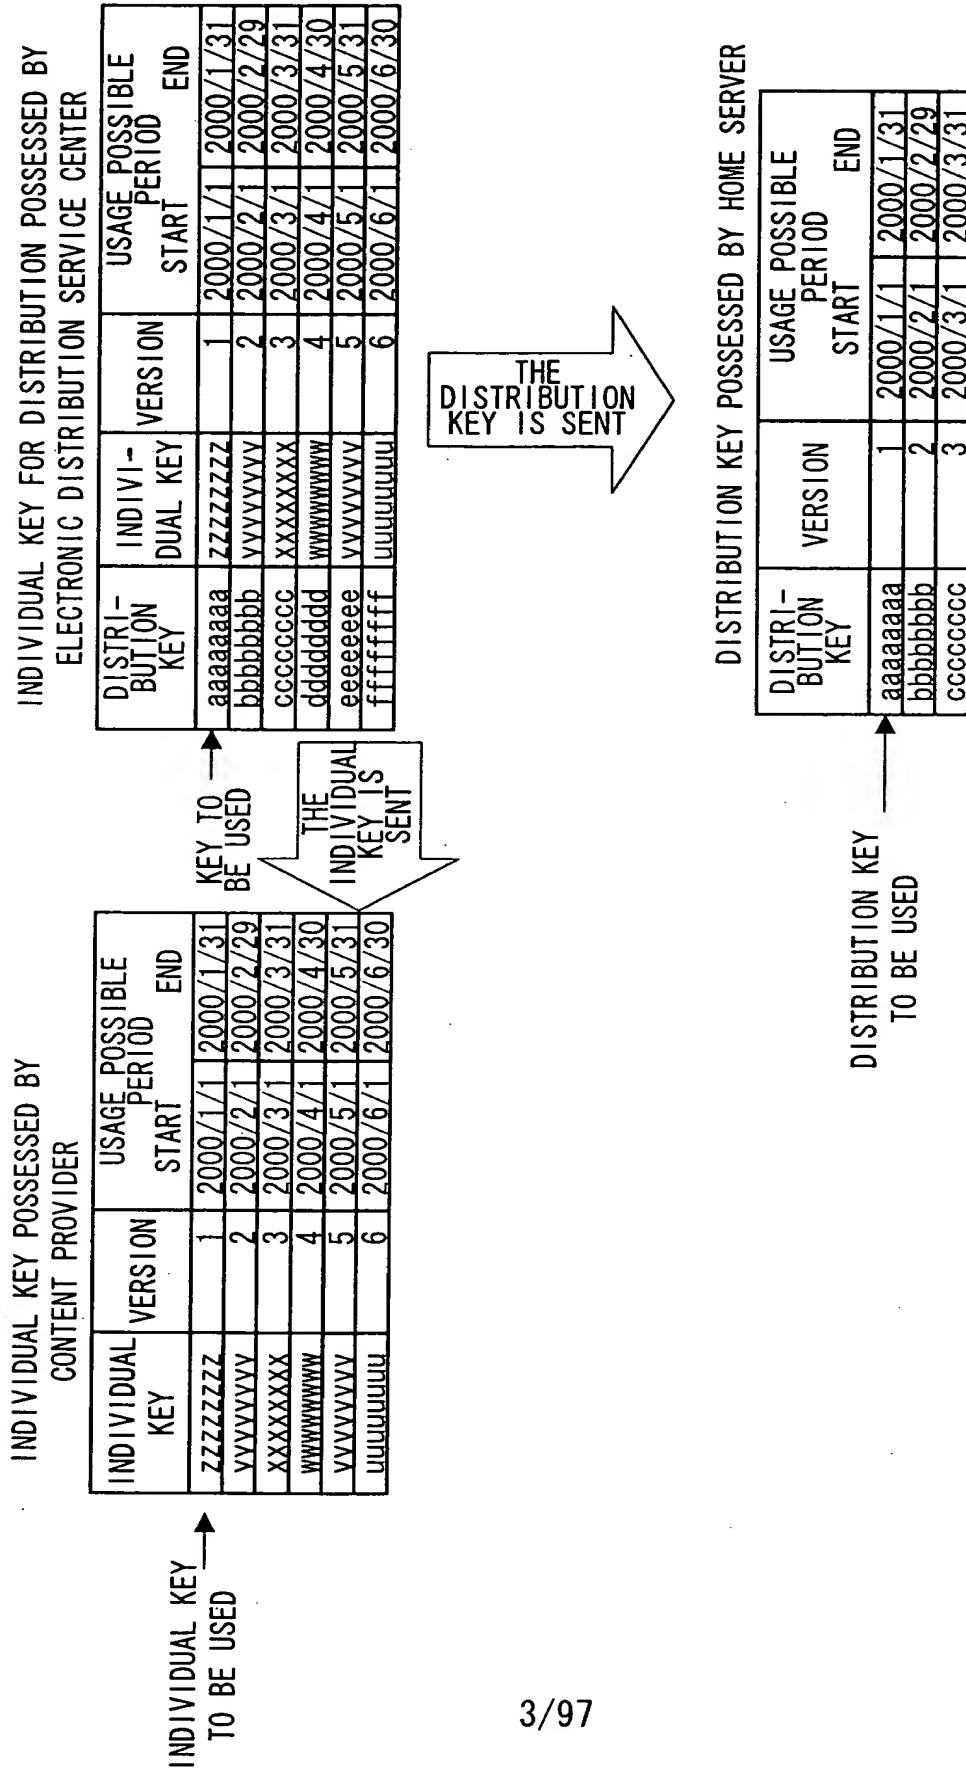 INDIVIDUAL KEY POSSESSED BY
CONTENT PROVIDER
INDIVIDUAL KEY
TO BE USED
INDIVIDUAL
KEY
VERSION
USAGE POSSIBLE
PERIOD
START END
zzzzzzzz 1 2000/1/1 2000/1/31
yyyyyyyy 2 2000/2/1 2000/2/29
xxxxxxxx 3 2000/3/1 2000/3/31
wwwwwwww 4 2000/4/1 2000/4/30
vvvvvvvv 5 2000/5/1 2000/5/31
uuuuuuuu 6 2000/6/1 2000/6/30
INDIVIDUAL KEY FOR DISTRIBUTION POSSESSED BY
ELECTRONIC DISTRIBUTION SERVICE CENTER
KEY TO
BE USED
THE
INDIVIDUAL
KEY IS
SENT
DISTRI-
BUTION
KEY
INDIVI-
DUAL KEY
VERSION
USAGE POSSIBLE
PERIOD
START END
aaaaaaaa zzzzzzzz 1 2000/1/1 2000/1/31
bbbbbbbb yyyyyyyy 2 2000/2/1 2000/2/29
cccccccc xxxxxxxx 3 2000/3/1 2000/3/31
dddddddd wwwwwwww 4 2000/4/1 2000/4/30
eeeeeeee vvvvvvvv 5 2000/5/1 2000/5/31
ffffffff uuuuuuuu 6 2000/6/1 2000/6/30
THE
DISTRIBUTION
KEY IS SENT
DISTRIBUTION KEY POSSESSED BY HOME SERVER
DISTRIBUTION KEY
TO BE USED
DISTRI-
BUTION
KEY
VERSION
USAGE POSSIBLE
PERIOD
START END
aaaaaaaa 1 2000/1/1 2000/1/31
bbbbbbbb 2 2000/2/1 2000/2/29
cccccccc 3 2000/3/1 2000/3/31
3/97